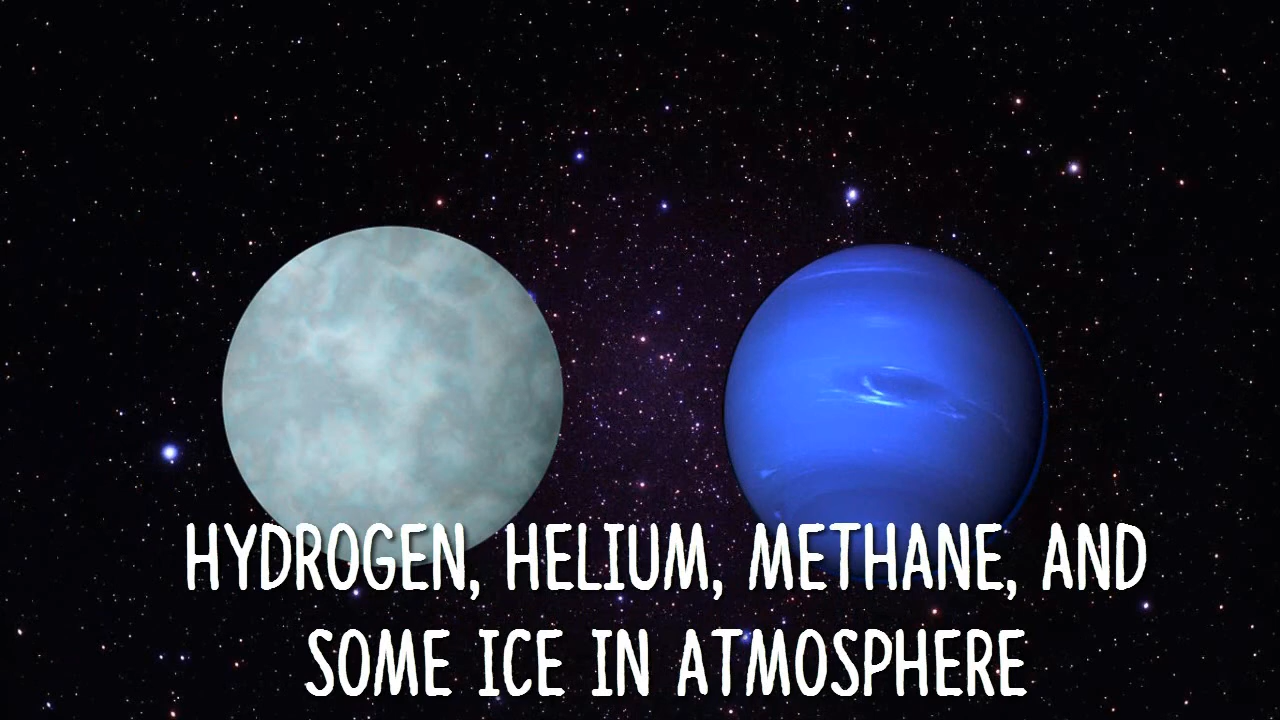 HYDROGEN, HELIUM, METHANE, AND
SOME ICE IN ATMOSPHERE